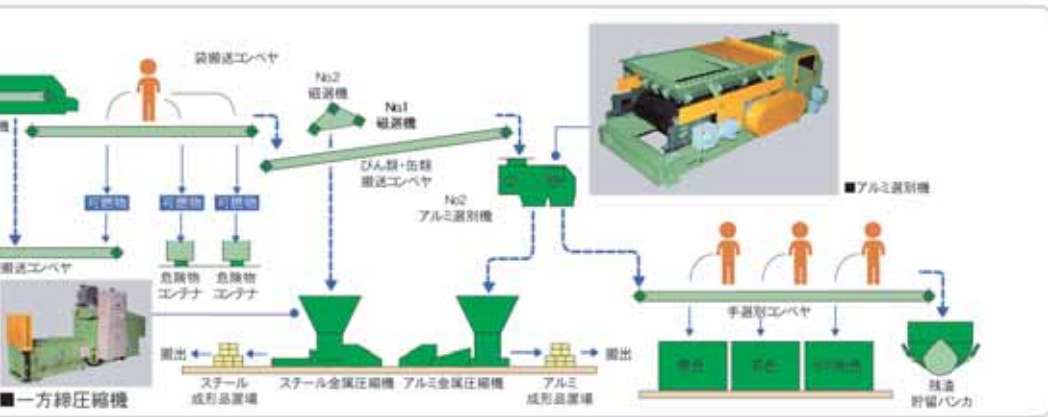 袋搬送コンベヤ
No.2
磁選機
No.1
磁選機
機
びん類・缶類
搬送コンベヤ
No2
アルミ選別機
■アルミ選別機
可燃物
可燃物
可燃物
搬送コンベヤ
危険物
コンテナ
危険物
コンテナ
手選別コンベヤ
搬出
スチール
成形品置場
スチール金属圧縮機
アルミ金属圧縮機
アルミ
成形品置場
搬出
残渣
貯留バンカ
■一方締圧縮機